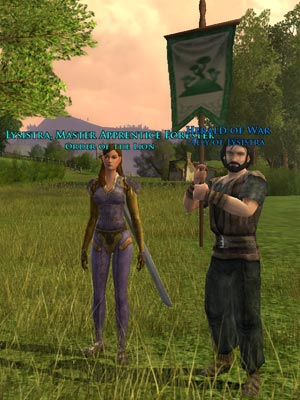 Lysistra, Master Apprentice Forester
Order of the Lion
Herald of War
Ally of Lysistra